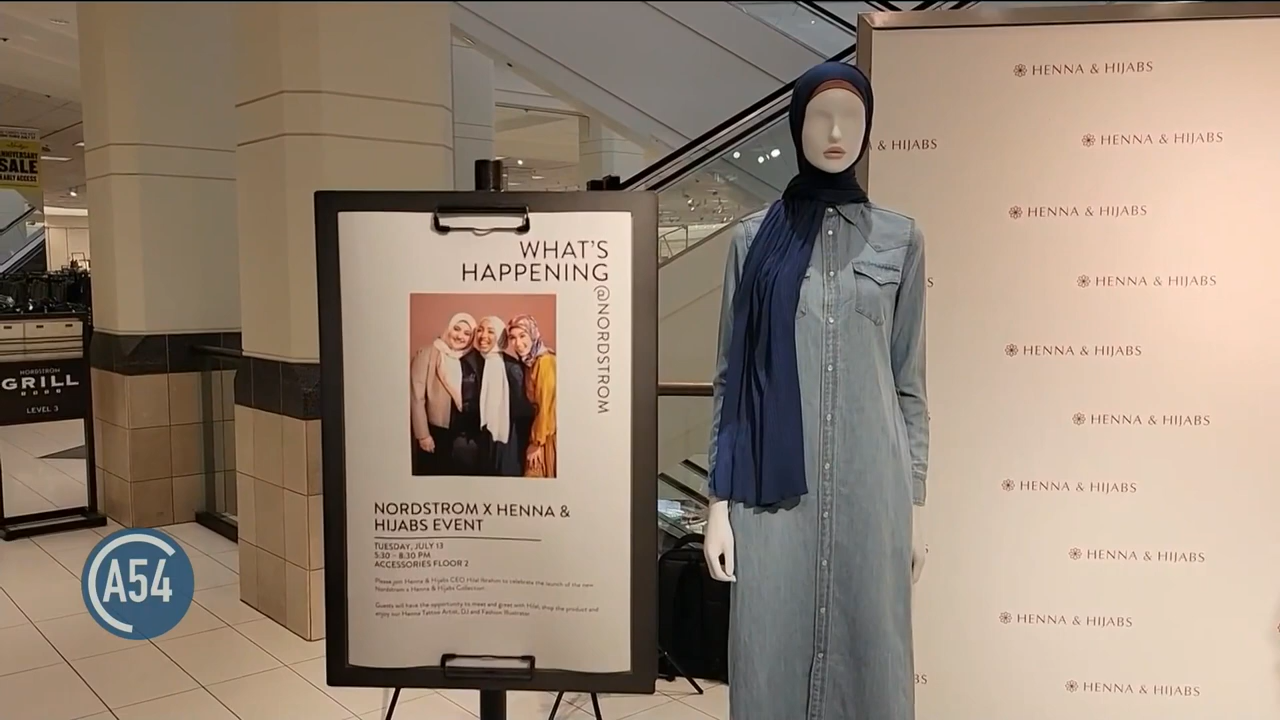 ANNIVERSARY
SALE
EARLY ACCESS
NORDSTROM
GRILL
LEVEL 3
A54
WHAT'S
HAPPENING
@NORDSTROM
NORDSTROM X HENNA &
HIJABS EVENT
TUESDAY, JULY 13
5:30 - 8:30 PM
ACCESSORIES FLOOR 2
Please join Henna & Hijabs CEO Hilal Ibrahim to celebrate the launch of the new
Nordstrom x Henna & Hijabs Collection.
Guests will have the opportunity to meet and greet with Hilal, shop the product and
enjoy our Henna Tattoo Artist, DJ and Fashion Illustrator.
HENNA & HIJABS
A & HIJABS
HENNA & HIJABS
HENNA & HIJABS
S
HENNA & HIJABS
HENNA & HIJABS
HENNA & HIJABS
HENNA & HIJABS
HENNA & HIJABS
HENNA & HIJABS
BS
HENNA & HIJABS